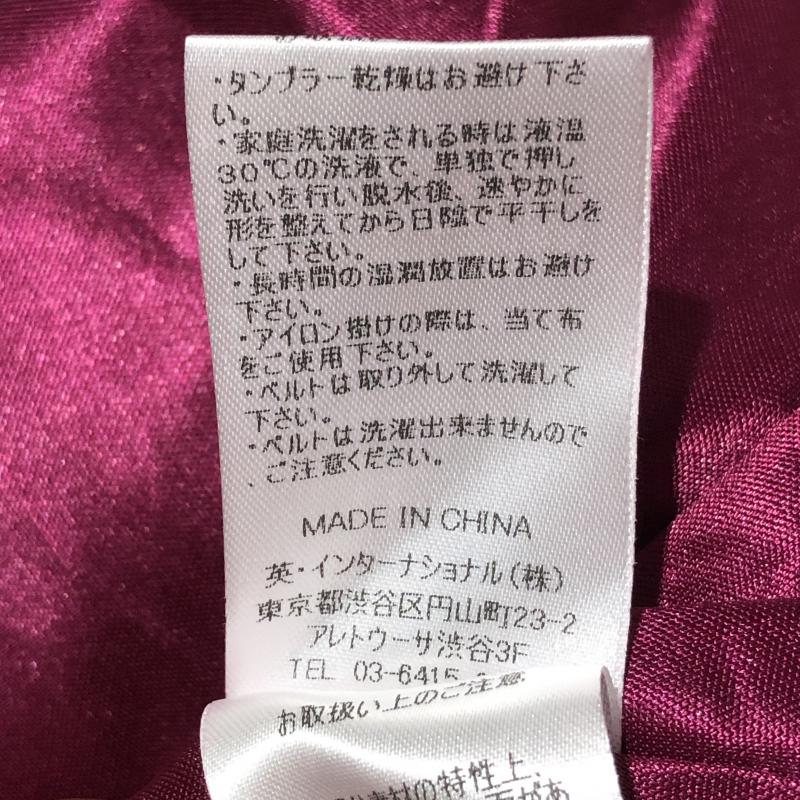 ・タンブラー乾燥はお避け下さ
い。
・家庭洗濯をされる時は液温
30℃の洗液で、単独で押し
洗いを行い脱水後、速やかに
形を整えてから日陰で平干しを
して下さい。
・長時間の湿潤放置はお避け
下さい。
・アイロン掛けの際は、当て布
をご使用下さい。
・ベルトは取り外して洗濯して
下さい。
・ベルトは洗濯出来ませんので
、ご注意ください。
MADE IN CHINA
英・インターナショナル(株)
東京都渋谷区円山町23-2
アレトゥーサ渋谷3F
TEL 03-6415
お取扱い上のご注意
の特性上、